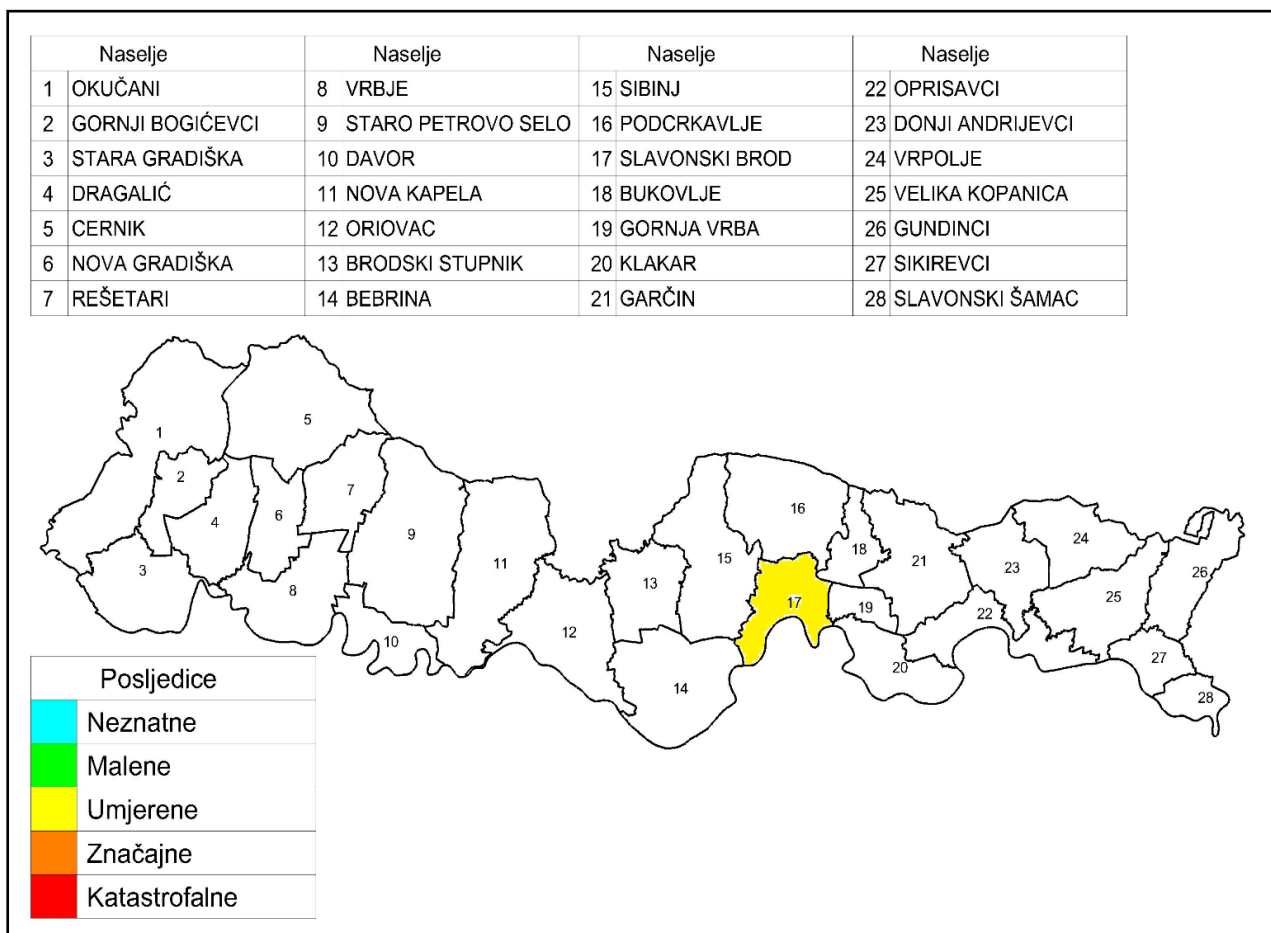 Naselje Naselje Naselje Naselje
1 OKUČANI 8 VRBJE 15 SIBINJ 22 OPRISAVCI
2 GORNJI BOGIĆEVCI 9 STARO PETROVO SELO 16 PODCRKAVLJE 23 DONJI ANDRIJEVCI
3 STARA GRADIŠKA 10 DAVOR 17 SLAVONSKI BROD 24 VRPOLJE
4 DRAGALIĆ 11 NOVA KAPELA 18 BUKOVLJE 25 VELIKA KOPANICA
5 CERNIK 12 ORIOVAC 19 GORNJA VRBA 26 GUNDINCI
6 NOVA GRADIŠKA 13 BRODSKI STUPNIK 20 KLAKAR 27 SIKIREVCI
7 REŠETARI 14 BEBRINA 21 GARČIN 28 SLAVONSKI ŠAMAC
1
2
3
4
5
6
7
8
9
10
11
12
13
14
15
16
17
18
19
20
21
22
23
24
25
26
27
28
Posljedice
Neznatne
Malene
Umjerene
Značajne
Katastrofalne